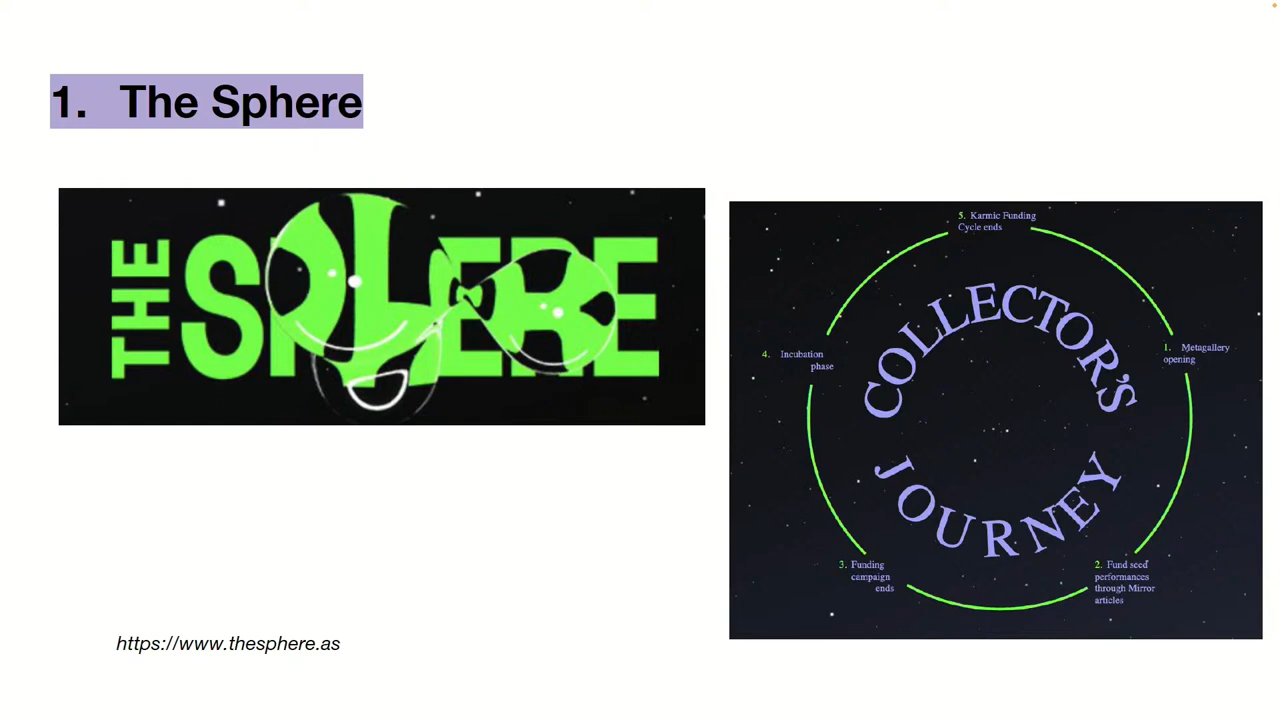 1. The Sphere
THE SPHERE
5. Karmic Funding
Cycle ends
COLLECTOR'S
JOURNEY
1. Metagallery
opening
2. Fund seed
performances
through Mirror
articles
3. Funding
campaign
ends
4. Incubation
phase
https://www.thesphere.as